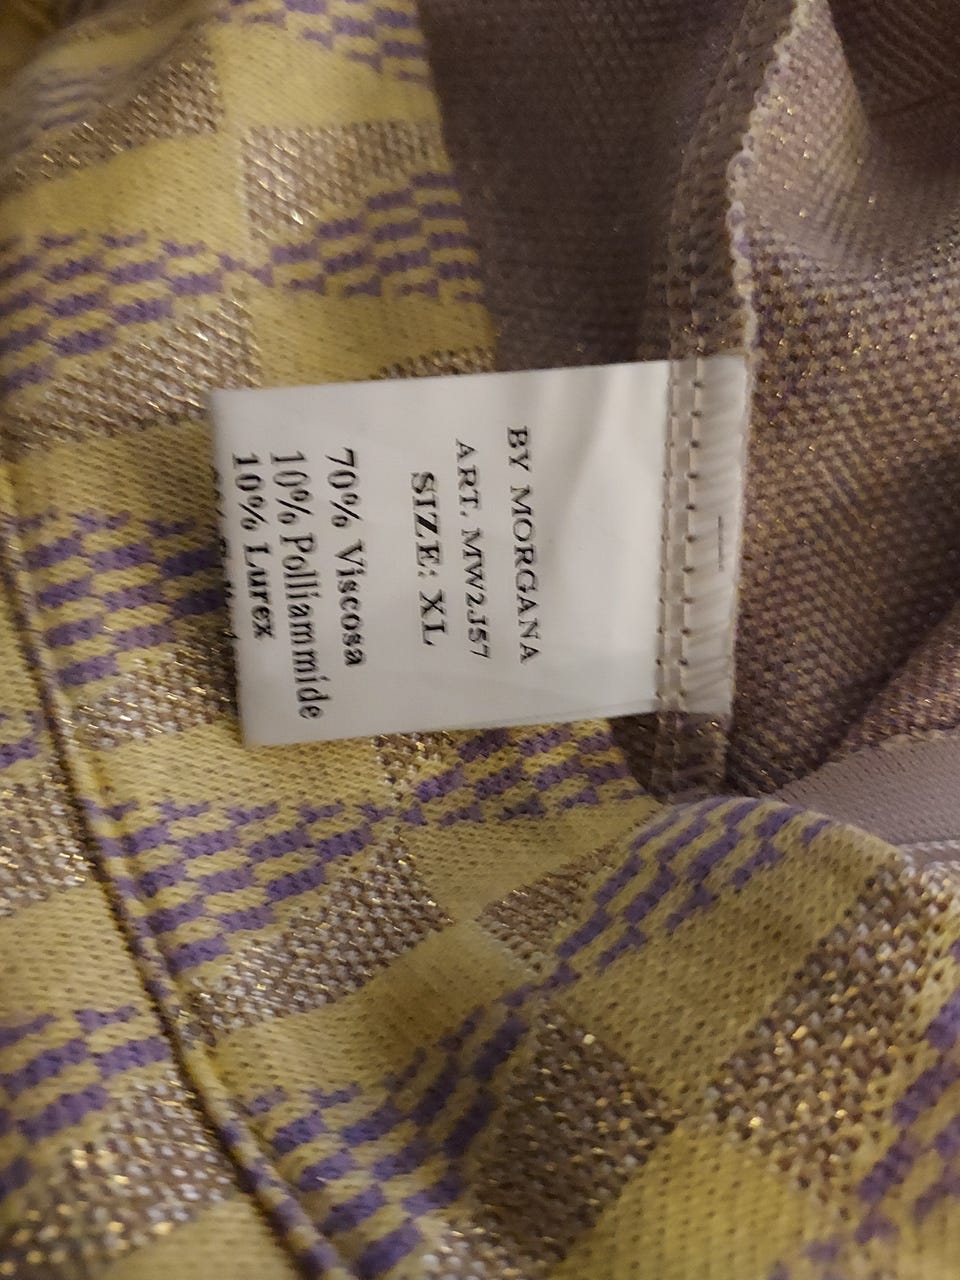 BY MORGANA
ART. MW2J57
SIZE: XL
70% Viscosa
10% Polliammide
10% Lurex